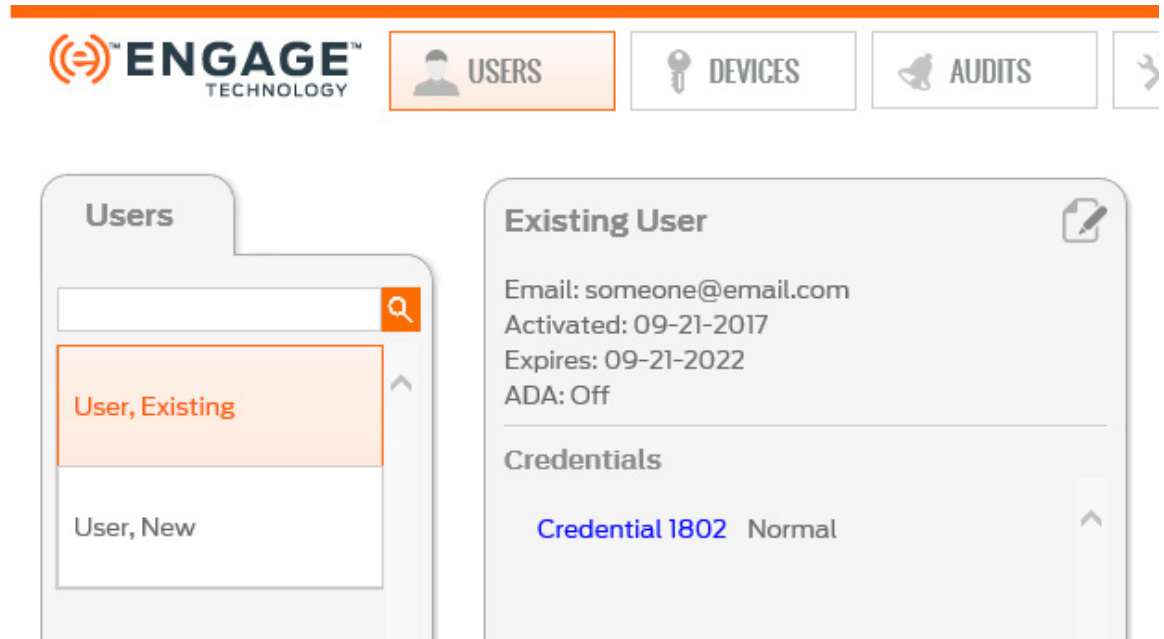 ENGAGE™
TECHNOLOGY
USERS
DEVICES
AUDITS
Users
User, Existing
User, New
Existing User
Email: someone@email.com
Activated: 09-21-2017
Expires: 09-21-2022
ADA: Off
Credentials
Credential 1802 Normal